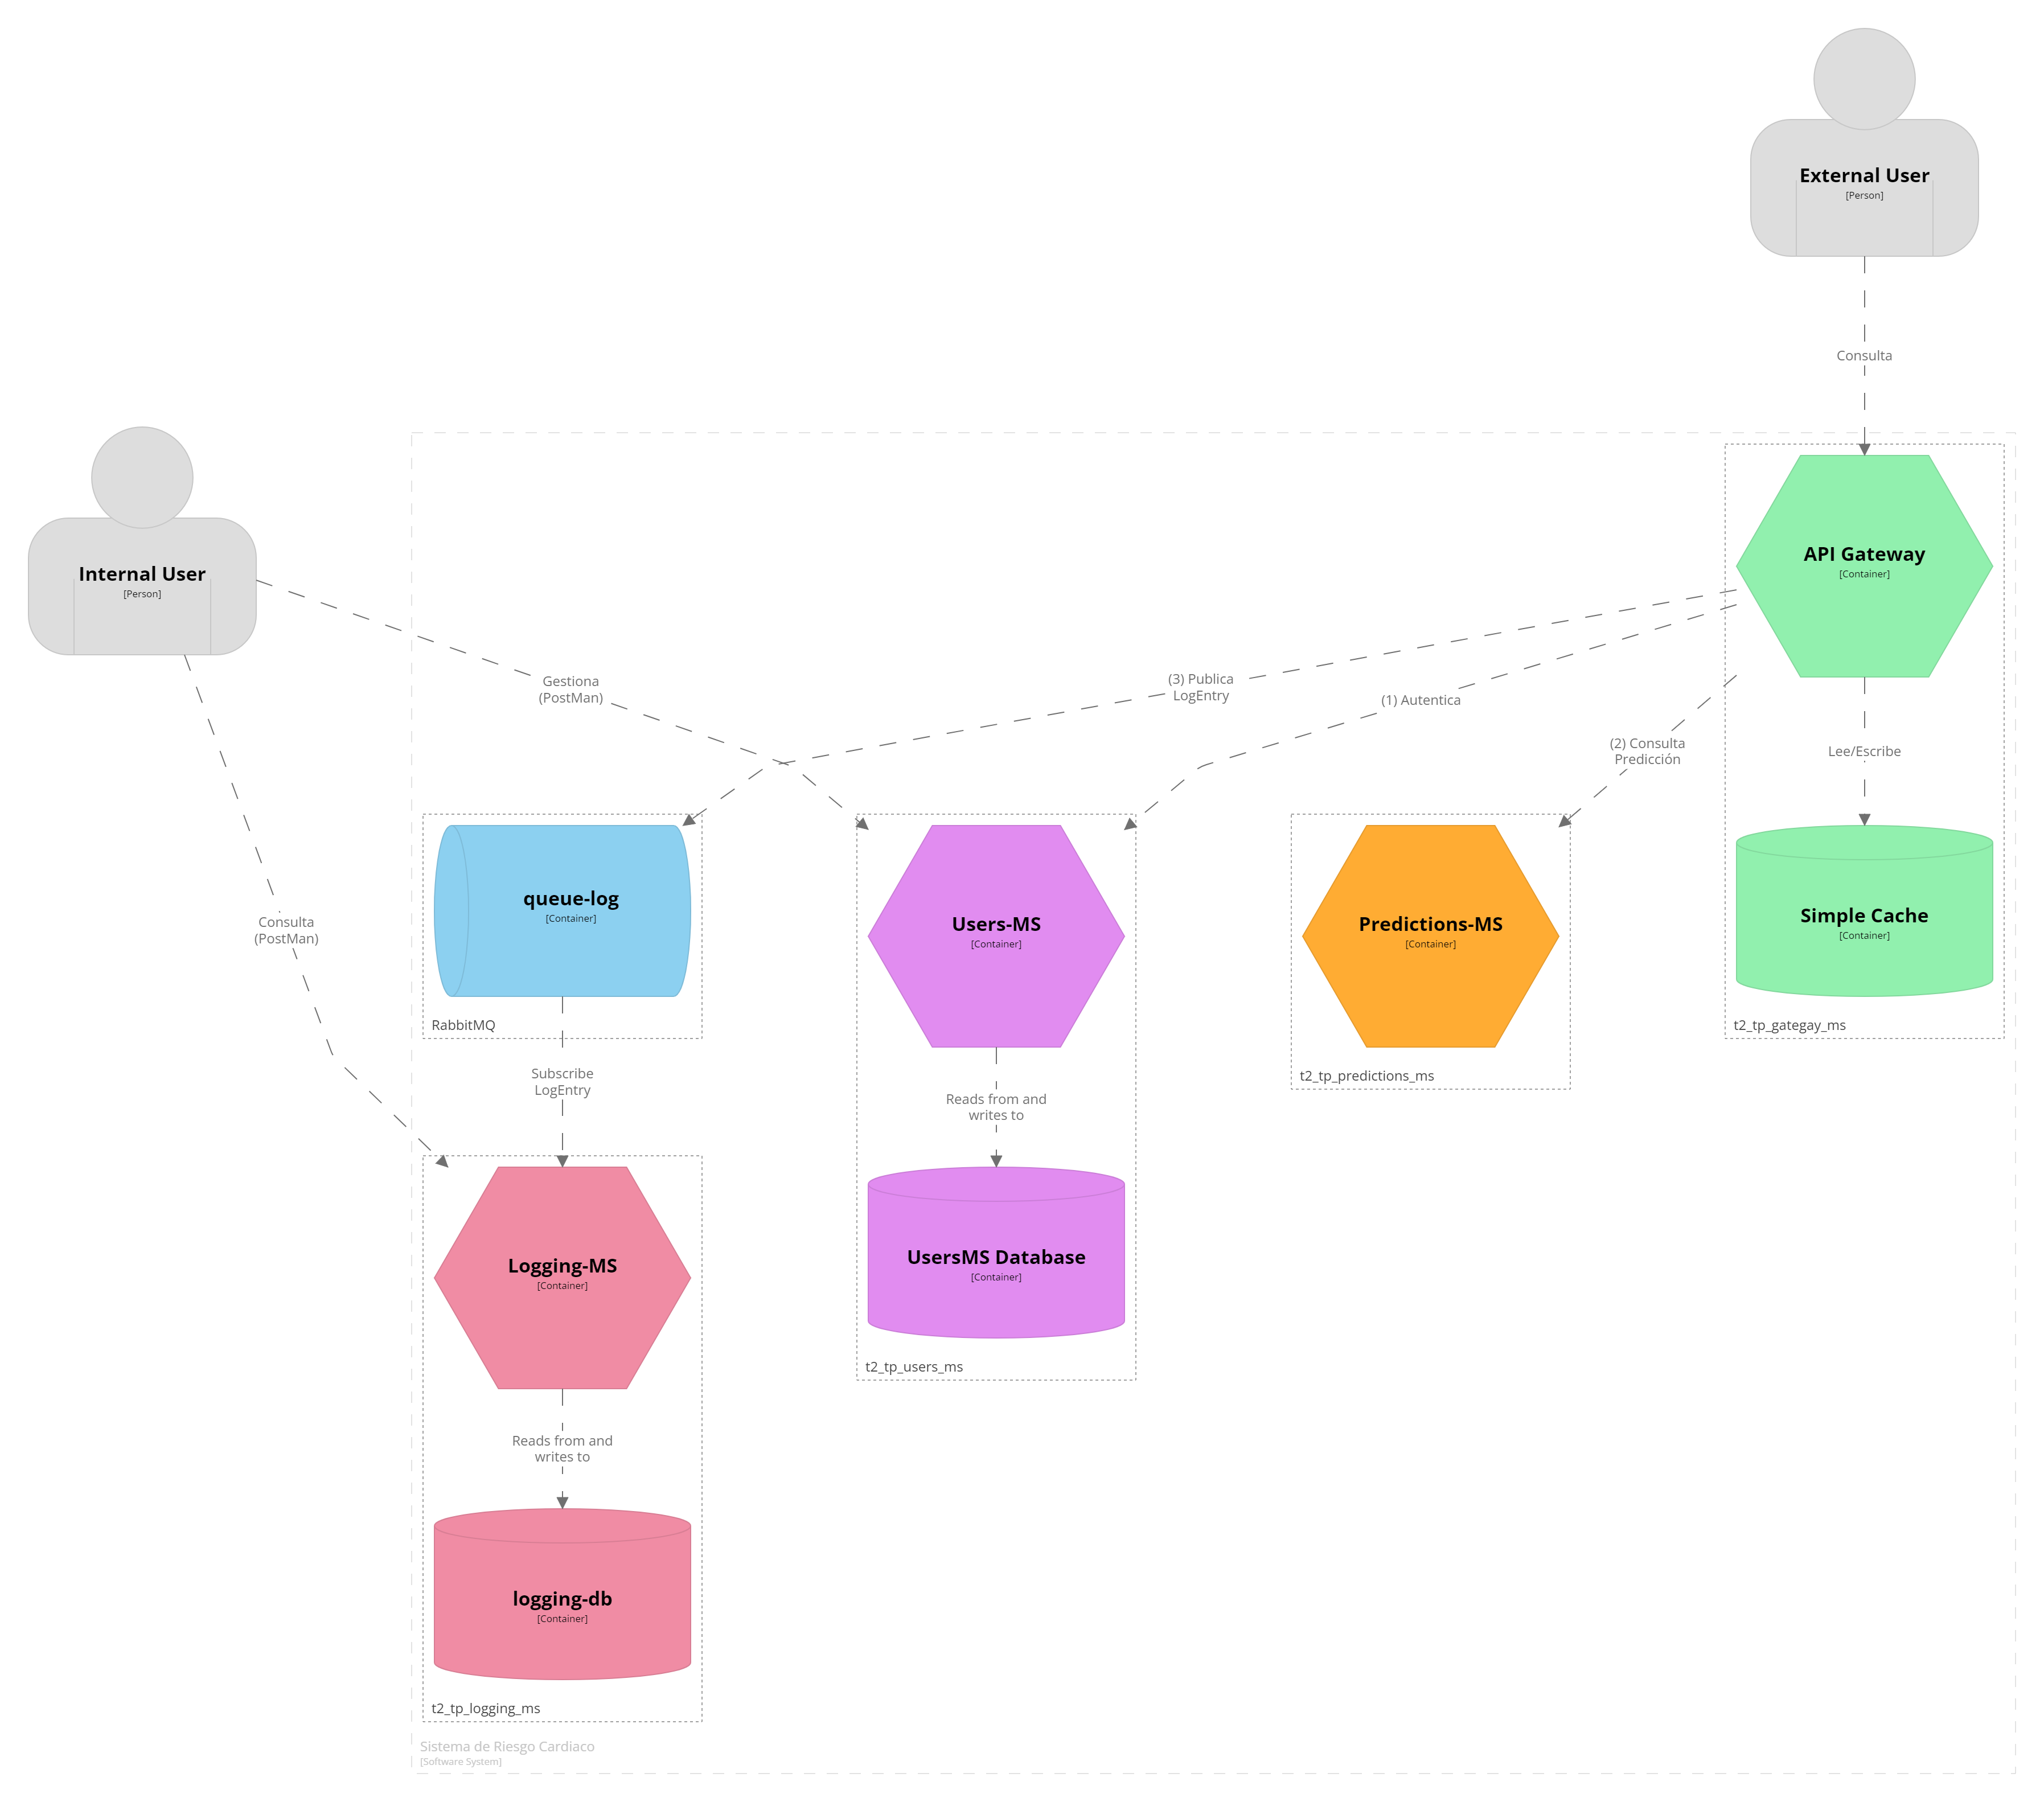 External User
[Person]
Consulta
Internal User
[Person]
API Gateway
[Container]
Gestiona
(PostMan)
(3) Publica
LogEntry
(1) Autentica
(2) Consulta
Predicción
Lee/Escribe
Consulta
(PostMan)
queue-log
[Container]
RabbitMQ
Users-MS
[Container]
Predictions-MS
[Container]
t2_tp_predictions_ms
Simple Cache
[Container]
t2_tp_gategay_ms
Subscribe
LogEntry
Reads from and
writes to
Logging-MS
[Container]
UsersMS Database
[Container]
t2_tp_users_ms
Reads from and
writes to
logging-db
[Container]
t2_tp_logging_ms
Sistema de Riesgo Cardiaco
[Software System]